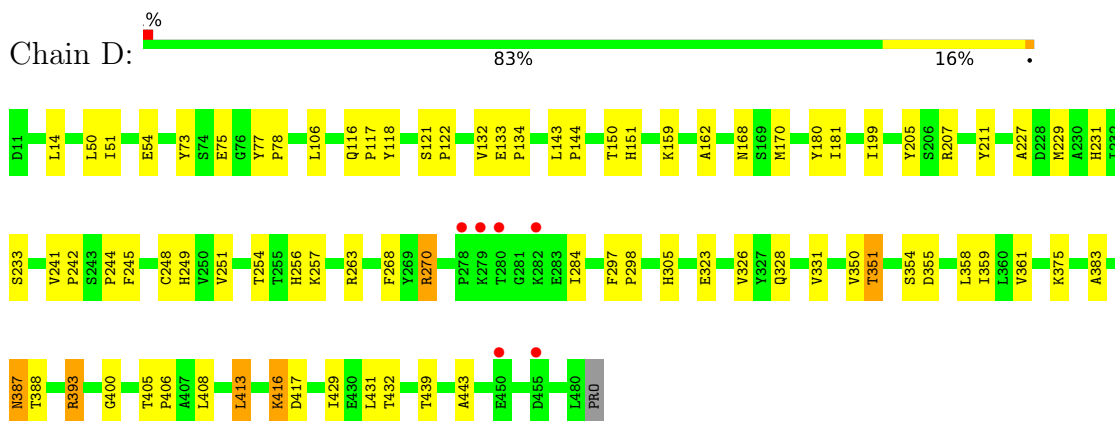 .%
Chain D:
83% 16% •
D11 L14 L50 I51 E54 Y73 S74 E75 G76 Y77 P78 L106 Q116 P117 Y118 S121 P122 V132 E133 P134 L143 P144 T150 H151 K159 A162 N168 S169 M170 Y180 I181 I199 Y205 S206 R207 Y211 A227 D228 M229 A230 H231
S233 V241 P242 S243 P244 F245 C248 H249 V250 V251 T254 T255 H256 K257 R263 F268 Y269 R270 P278 K279 T280 G281 K282 E283 I284 F297 P298 H305 E323 V326 Y327 Q328 V331 V350 T351 S354 D355 L358 I359 L360 V361 K375 A383
N387 T388 R393 G400 T405 P406 A407 L408 L413 K416 D417 I429 E430 L431 T432 T439 A443 E450 D455 L480 PRO